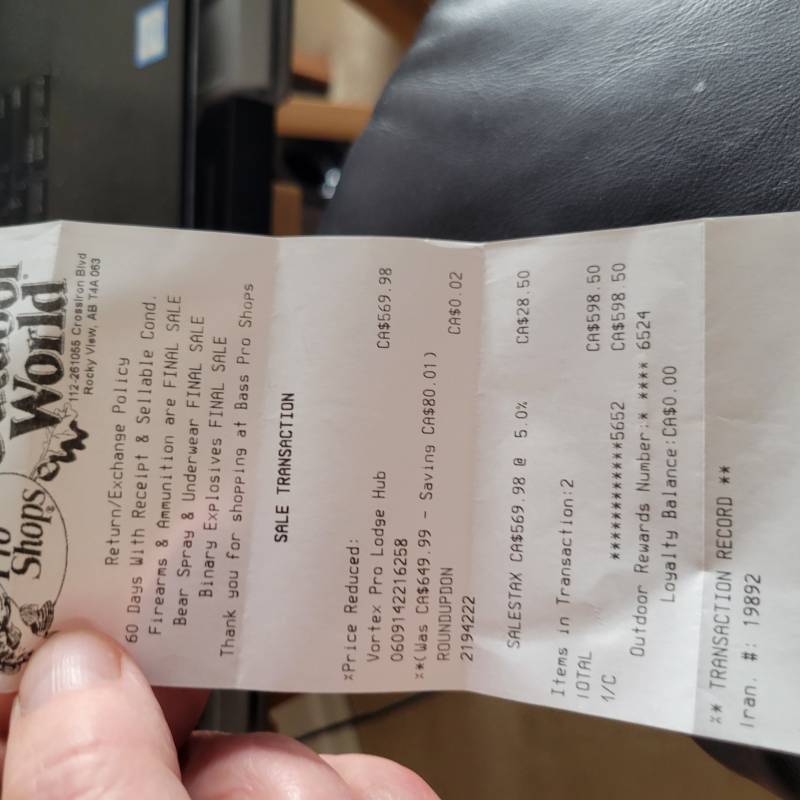 World
Pro
Shops
112-261055 CrossIron Blvd
Rocky View, AB T4A 0G3
Return/Exchange Policy
60 Days With Receipt & Sellable Cond.
Firearms & Ammunition are FINAL SALE
Bear Spray & Underwear FINAL SALE
Binary Explosives FINAL SALE
Thank you for shopping at Bass Pro Shops
SALE TRANSACTION
*Price Reduced:
Vortex Pro Lodge Hub CA$569.98
0609142216258
**(Was CA$649.99 - Saving CA$80.01)
ROUNDUPDON CA$0.02
2194222
SALESTAX CA$569.98 @ 5.0% CA$28.50
Items in Transaction:2
TOTAL CA$598.50
M/C ************5652 CA$598.50
Outdoor Rewards Number:* **** 6524
Loyalty Balance:CA$0.00
** TRANSACTION RECORD **
Tran. #: 19892